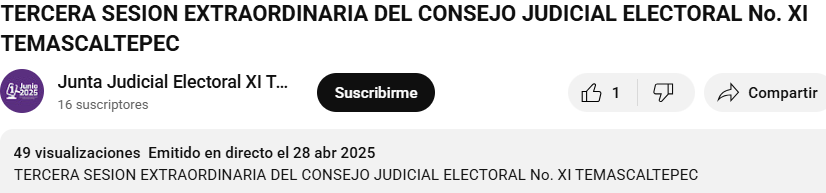 TERCERA SESION EXTRAORDINARIA DEL CONSEJO JUDICIAL ELECTORAL No. XI
TEMASCALTEPEC
Junio
2025
Junta Judicial Electoral XI T...
16 suscriptores
Suscribirme
1
Compartir
49 visualizaciones Emitido en directo el 28 abr 2025
TERCERA SESION EXTRAORDINARIA DEL CONSEJO JUDICIAL ELECTORAL No. XI TEMASCALTEPEC